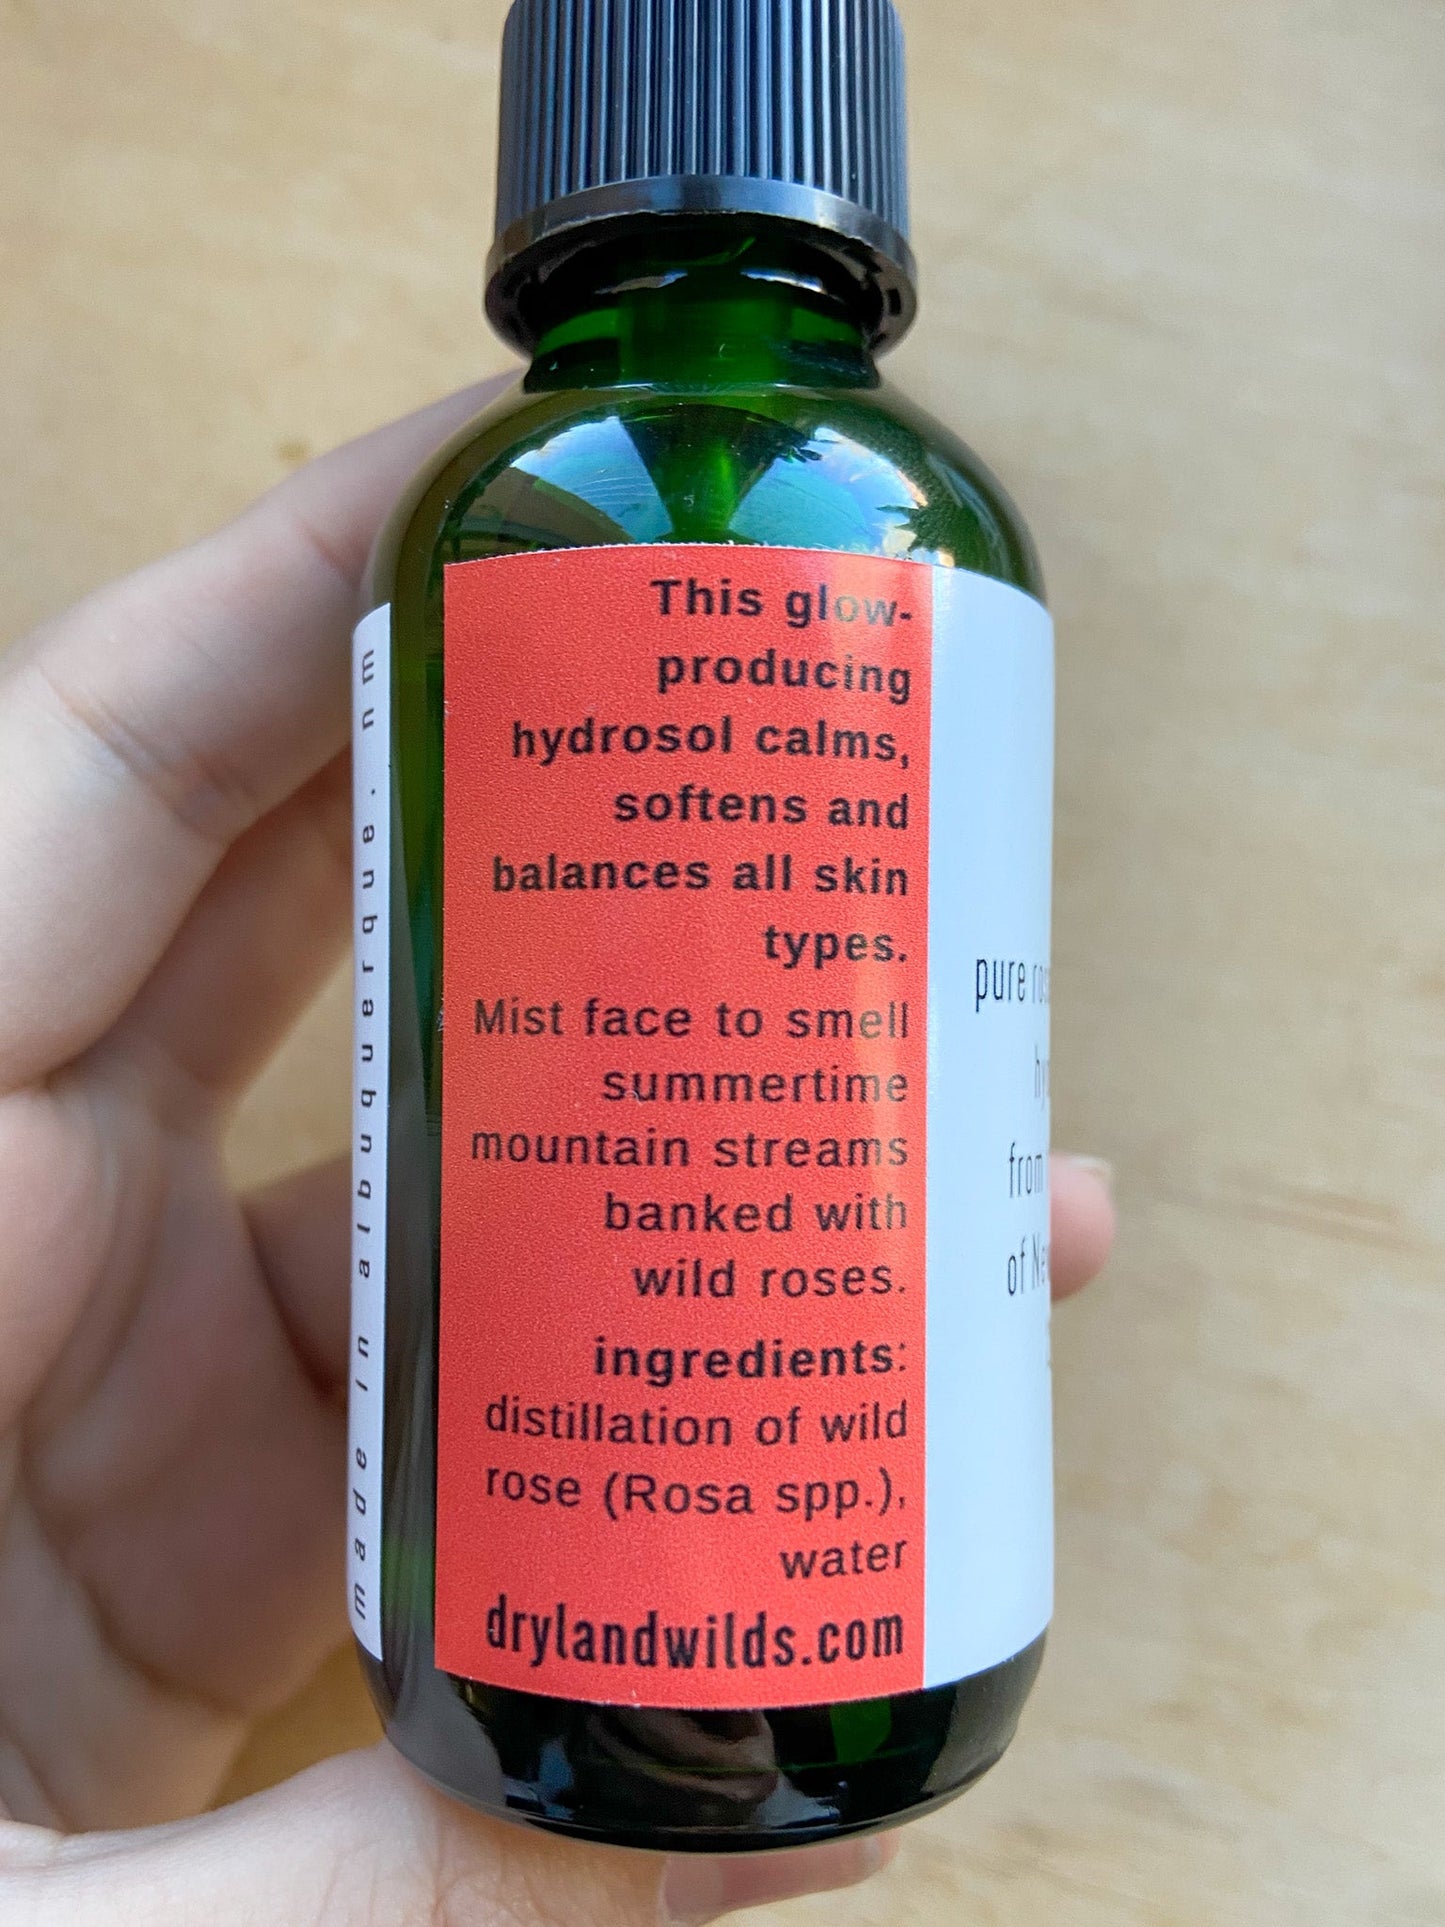 made in albuquerque. nm
This glow-
producing
hydrosol calms,
softens and
balances all skin
types.
Mist face to smell
summertime
mountain streams
banked with
wild roses.
ingredients:
distillation of wild
rose (Rosa spp.),
water
drylandwilds.com
pure
from
of